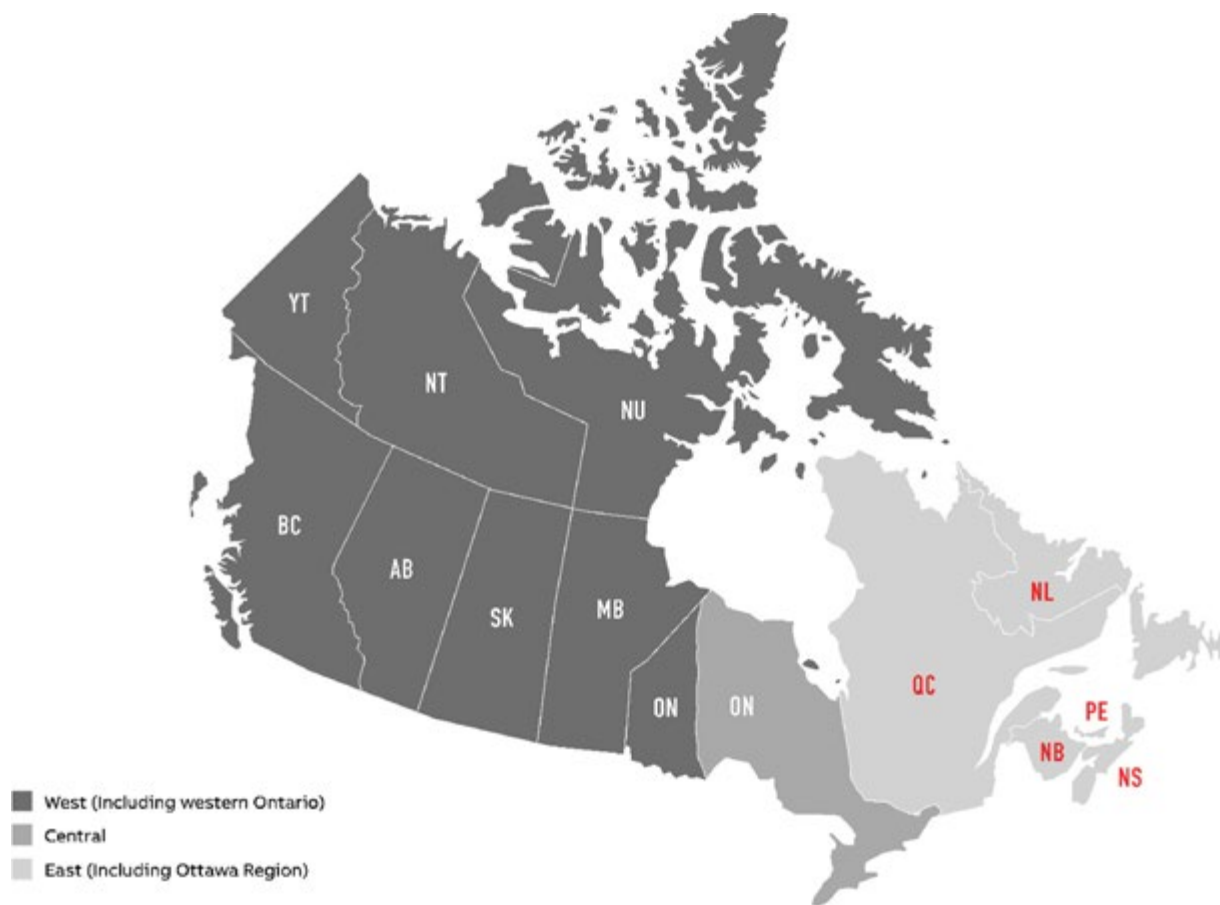 YT
NT
NU
BC
AB
SK
MB
ON
ON
NL
QC
PE
NB
NS
West (Including western Ontario)
Central
East (Including Ottawa Region)